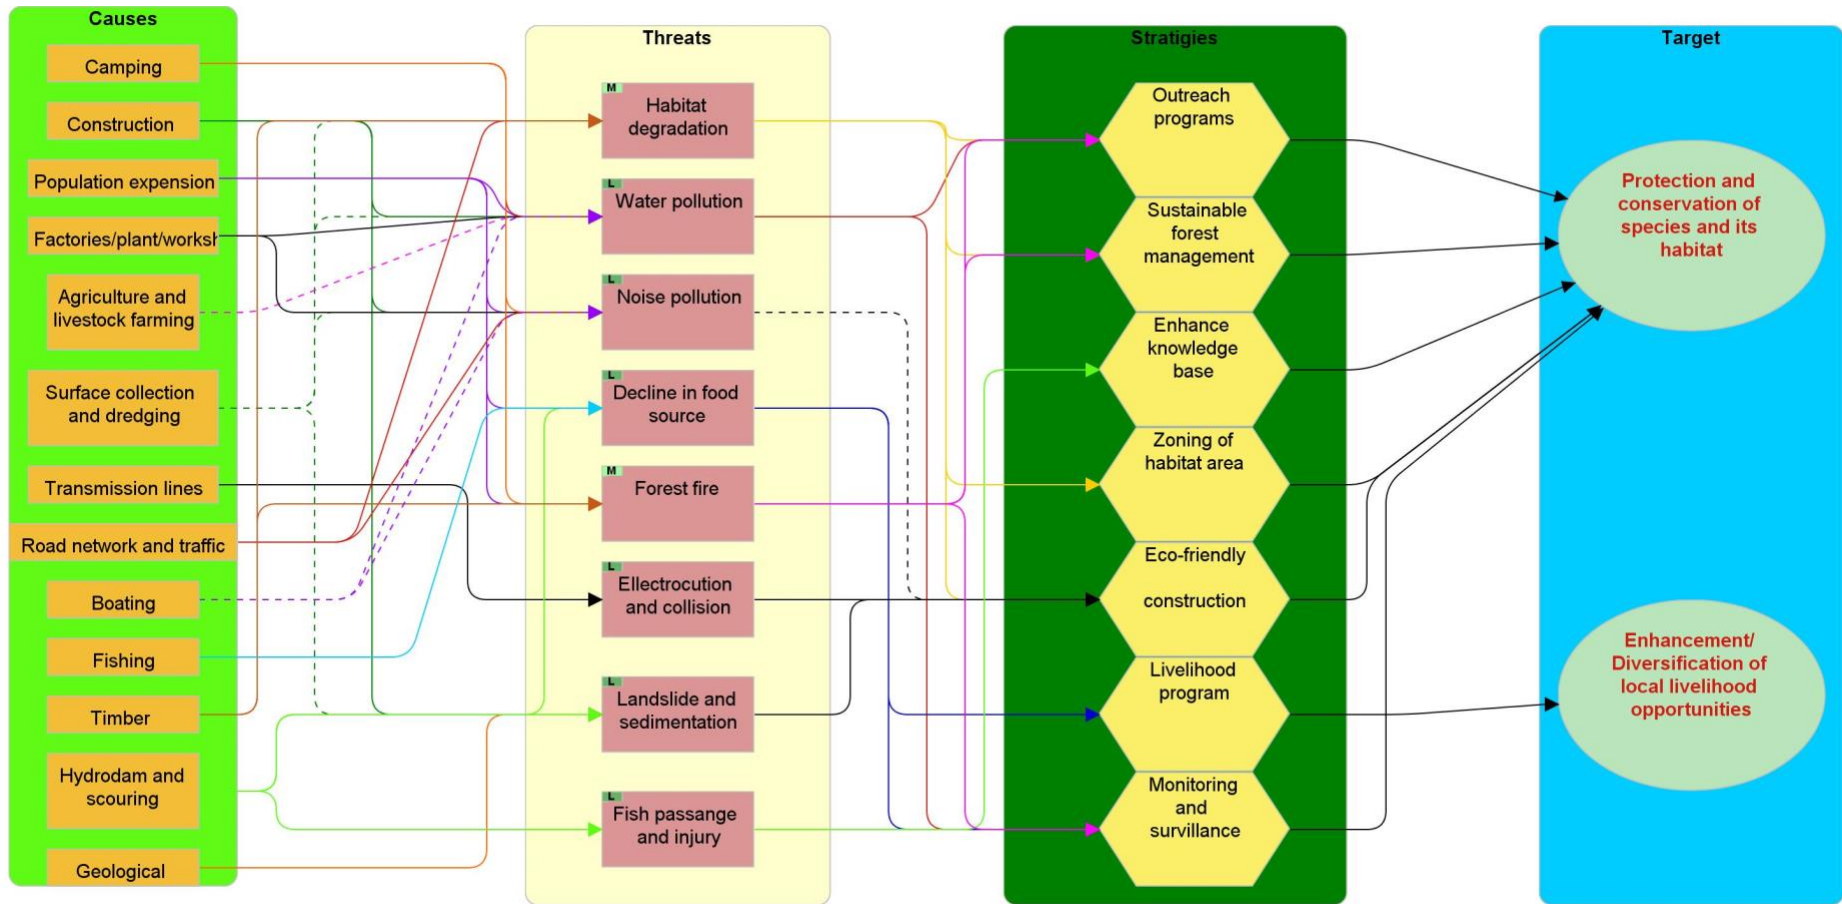 Causes
Camping
Construction
Population expension
Factories/plant/worksh
Agriculture and
livestock farming
Surface collection
and dredging
Transmission lines
Road network and traffic
Boating
Fishing
Timber
Hydrodam and
scouring
Geological
Threats
M
Habitat
degradation
L
Water pollution
L
Noise pollution
L
Decline in food
source
M
Forest fire
L
Ellectrocution
and collision
L
Landslide and
sedimentation
L
Fish passange
and injury
Stratigies
Outreach
programs
Sustainable
forest
management
Enhance
knowledge
base
Zoning of
habitat area
Eco-friendly
construction
Livelihood
program
Monitoring
and
survillance
Target
Protection and
conservation of
species and its
habitat
Enhancement/
Diversification of
local livelihood
opportunities